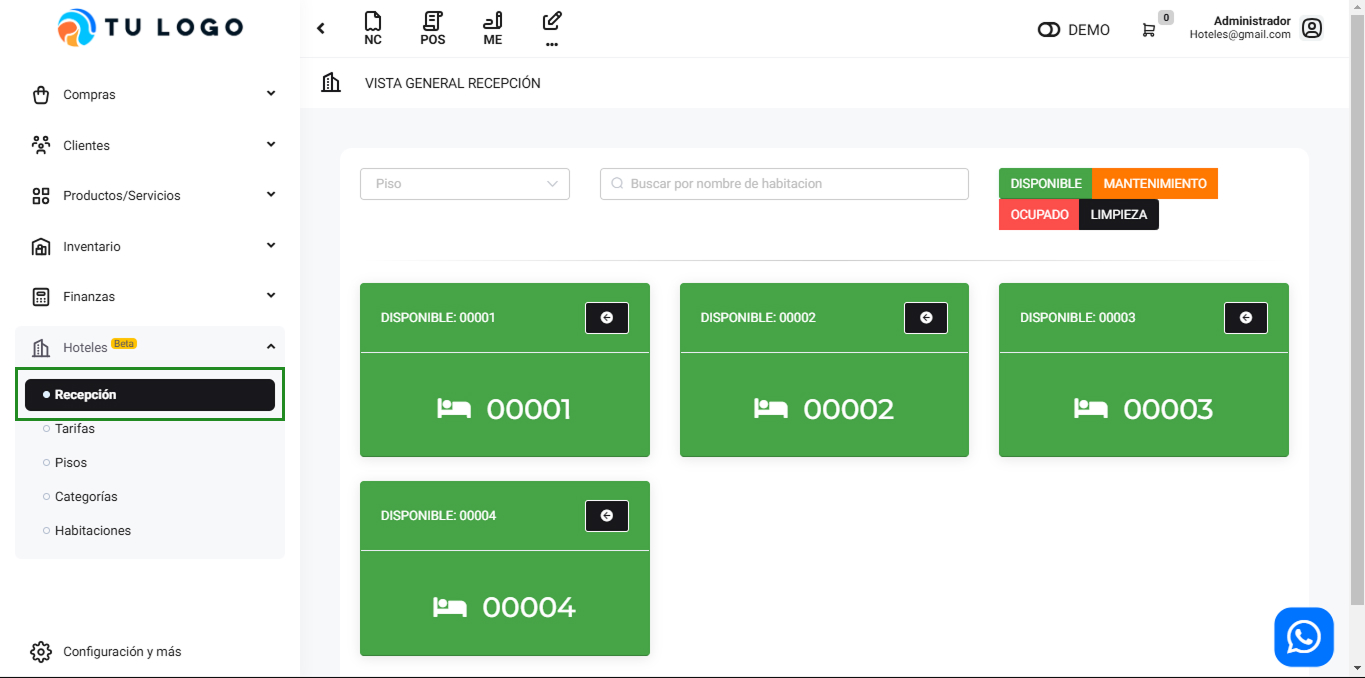 TU LOGO
NC
POS
ME
...
DEMO
0
Administrador
Hoteles@gmail.com
VISTA GENERAL RECEPCIÓN
Compras
Clientes
Productos/Servicios
Inventario
Finanzas
Hoteles Beta
Recepción
Tarifas
Pisos
Categorías
Habitaciones
Configuración y más
Piso
Buscar por nombre de habitacion
DISPONIBLE MANTENIMIENTO
OCUPADO LIMPIEZA
DISPONIBLE: 00001
00001
DISPONIBLE: 00002
00002
DISPONIBLE: 00003
00003
DISPONIBLE: 00004
00004